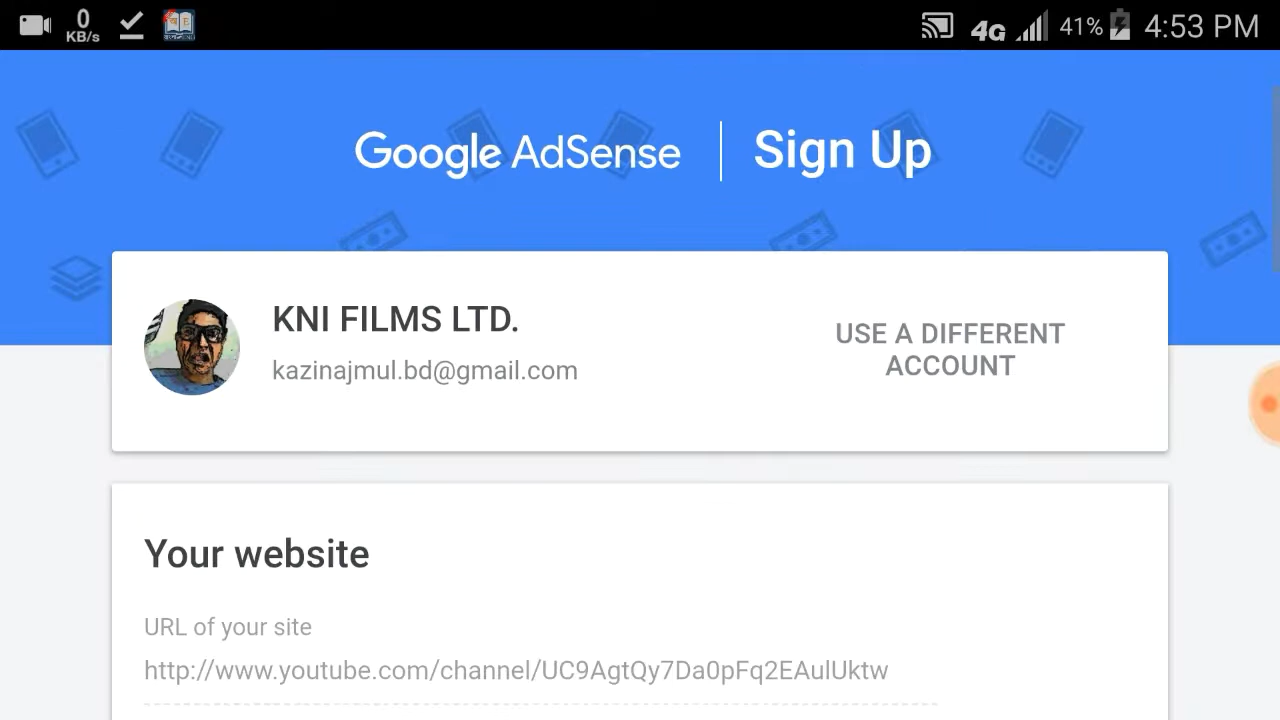 0
KB/s
4G 41% 4:53 PM
Google AdSense | Sign Up
KNI FILMS LTD.
kazinajmul.bd@gmail.com
USE A DIFFERENT
ACCOUNT
Your website
URL of your site
http://www.youtube.com/channel/UC9AgtQy7Da0pFq2EAulUktw